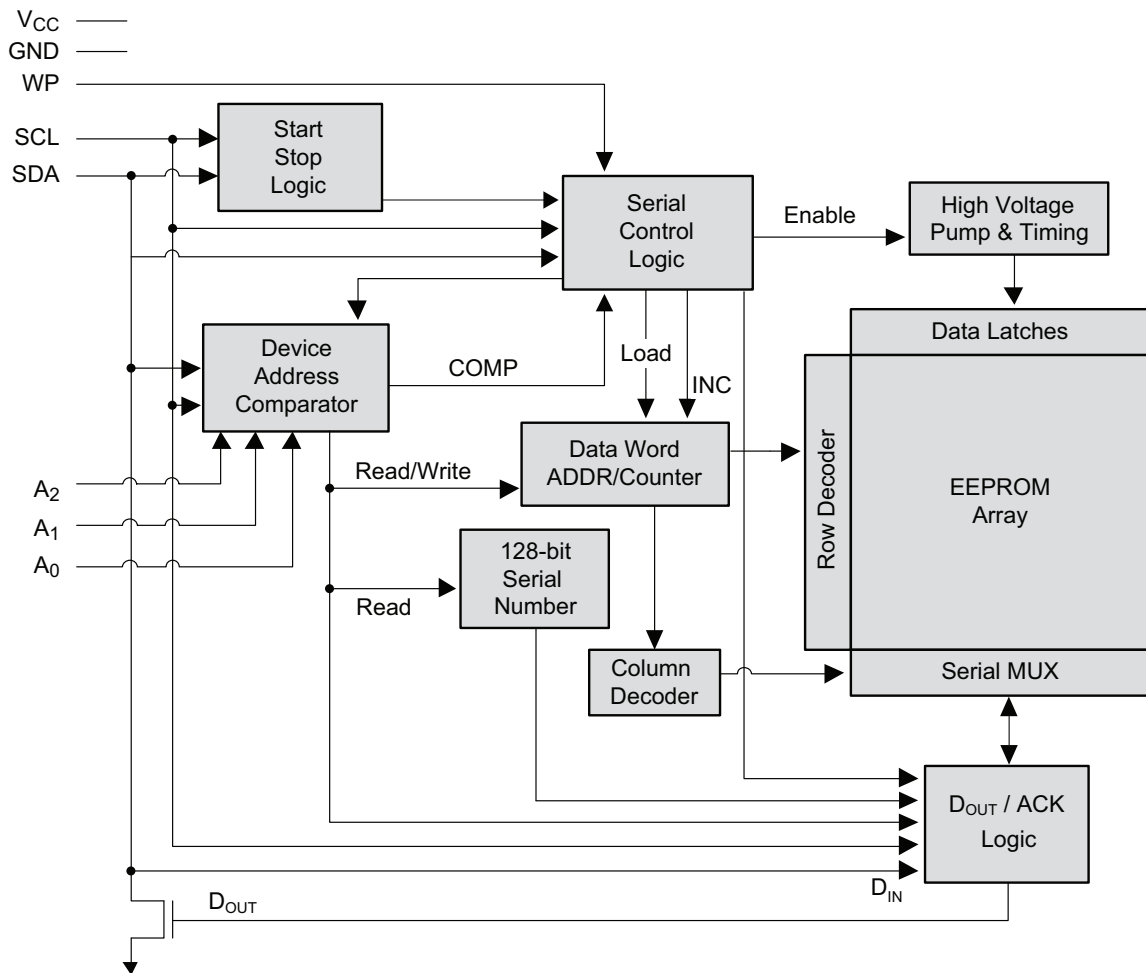 VCC
GND
WP
SCL
SDA
Start
Stop
Logic
Serial
Control
Logic
Enable
High Voltage
Pump & Timing
Data Latches
Device
Address
Comparator
COMP
Load
INC
Row Decoder
EEPROM
Array
Data Word
ADDR/Counter
Read/Write
A2
A1
A0
128-bit
Serial
Number
Read
Column
Decoder
Serial MUX
DOUT / ACK
Logic
DIN
DOUT